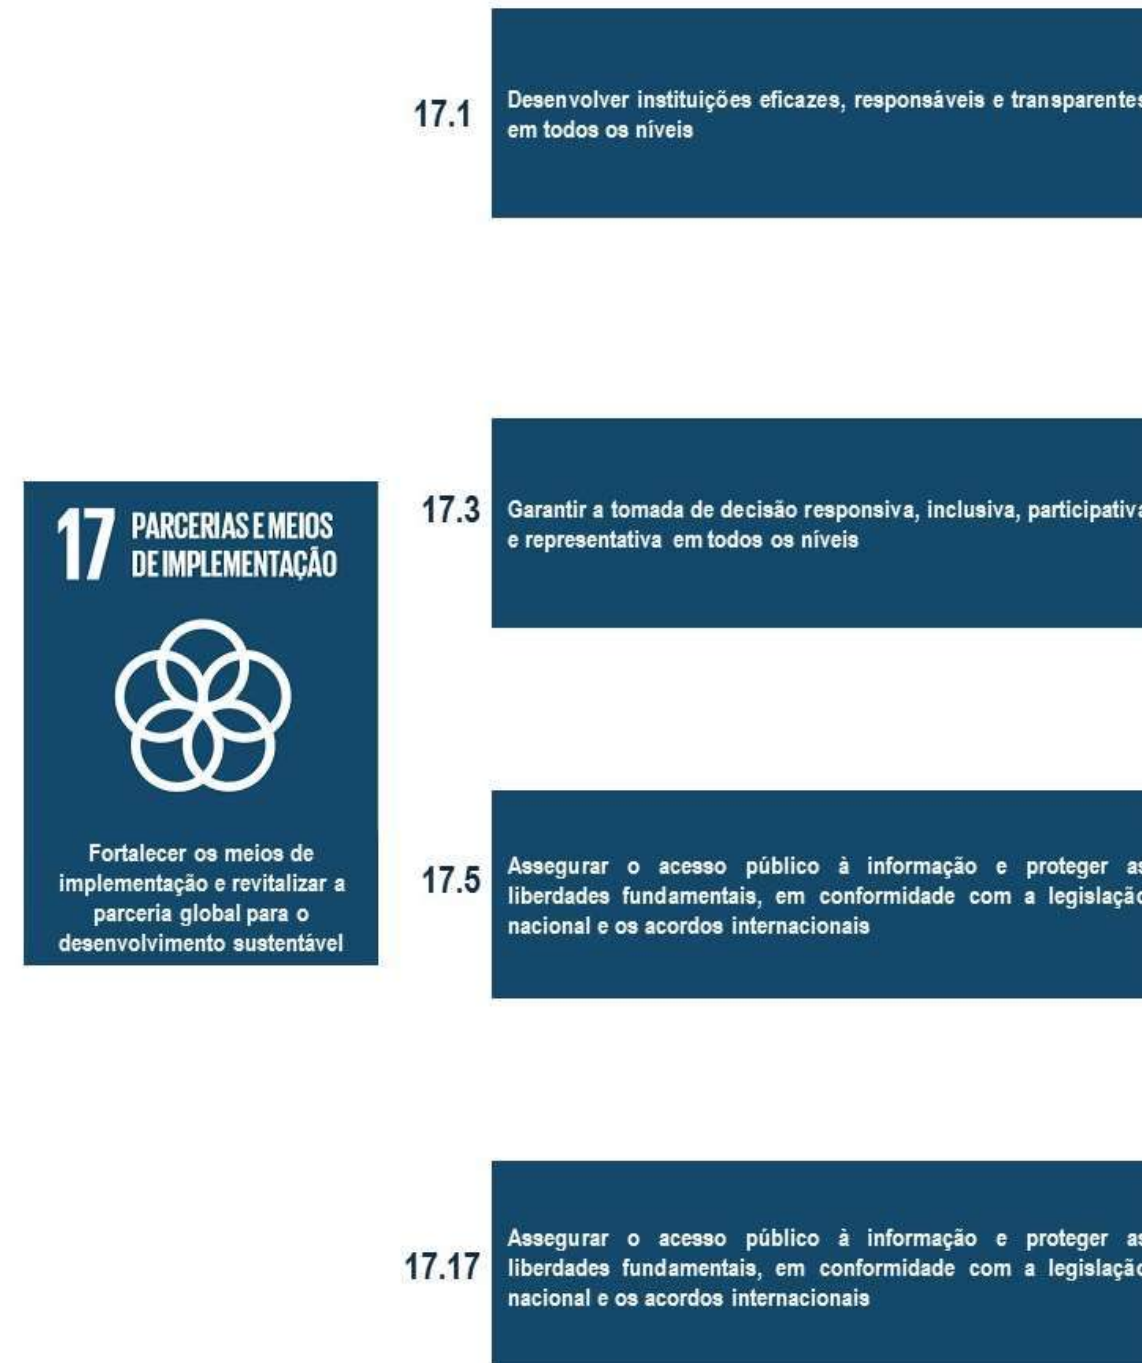 17.1
Desenvolver instituições eficazes, responsáveis e transparentes
em todos os níveis
17.3
Garantir a tomada de decisão responsiva, inclusiva, participativa
e representativa em todos os níveis
17 PARCERIAS E MEIOS
DE IMPLEMENTAÇÃO
Fortalecer os meios de
implementação e revitalizar a
parceria global para o
desenvolvimento sustentável
17.5
Assegurar o acesso público à informação e proteger as
liberdades fundamentais, em conformidade com a legislação
nacional e os acordos internacionais
17.17
Assegurar o acesso público à informação e proteger as
liberdades fundamentais, em conformidade com a legislação
nacional e os acordos internacionais